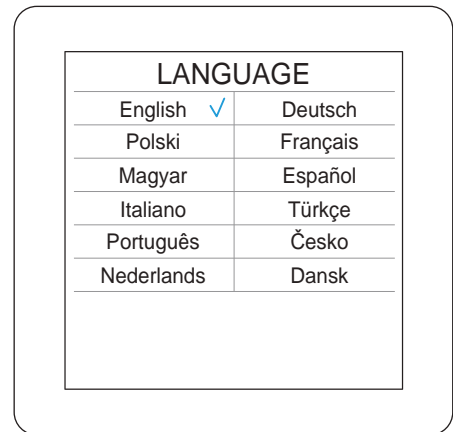 LANGUAGE
English √ Deutsch
Polski Français
Magyar Español
Italiano Türkçe
Português Česko
Nederlands Dansk